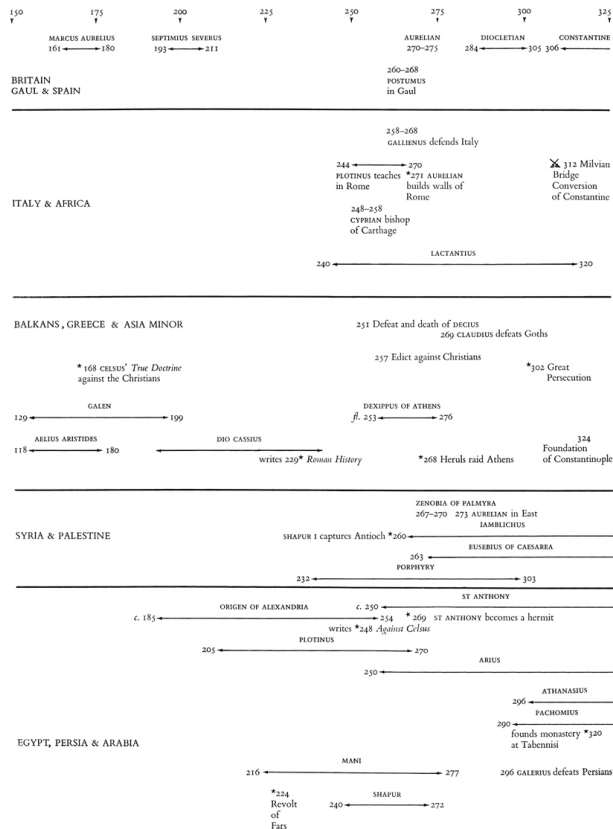 150 175 200 225 250 275 300 325
MARCUS AURELIUS SEPTIMIUS SEVERUS AURELIAN DIOCLETIAN CONSTANTINE
161 180 193 211 270–275 284 305 306
BRITAIN
GAUL & SPAIN
260–268
POSTUMUS
in Gaul
ITALY & AFRICA
258–268
GALLIENUS defends Italy
244 270
PLOTINUS teaches
in Rome
*271 AURELIAN
builds walls of
Rome
312 Milvian
Bridge
Conversion
of Constantine
248–258
CYPRIAN bishop
of Carthage
LACTANTIUS
240 320
BALKANS, GREECE & ASIA MINOR
251 Defeat and death of DECIUS
269 CLAUDIUS defeats Goths
257 Edict against Christians
*168 CELSUS' True Doctrine
against the Christians
*302 Great
Persecution
GALEN
129 199
DEXIPPUS OF ATHENS
fl. 253 276
AELIUS ARISTIDES
118 180
DIO CASSIUS
writes 229* Roman History
*268 Heruls raid Athens
324
Foundation
of Constantinople
SYRIA & PALESTINE
ZENOBIA OF PALMYRA
267–270 273 AURELIAN in East
IAMBLICHUS
SHAPUR I captures Antioch *260
EUSEBIUS OF CAESAREA
263
PORPHYRY
232 303
EGYPT, PERSIA & ARABIA
ST ANTHONY
c. 250
ORIGEN OF ALEXANDRIA
c. 185 254
*269 ST ANTHONY becomes a hermit
writes *248 Against Celsus
PLOTINUS
205 270
ARIUS
250
ATHANASIUS
296
PACHOMIUS
290
founds monastery *320
at Tabennisi
MANI
216 277
296 GALERIUS defeats Persians
*224
Revolt
of
Fars
SHAPUR
240 272